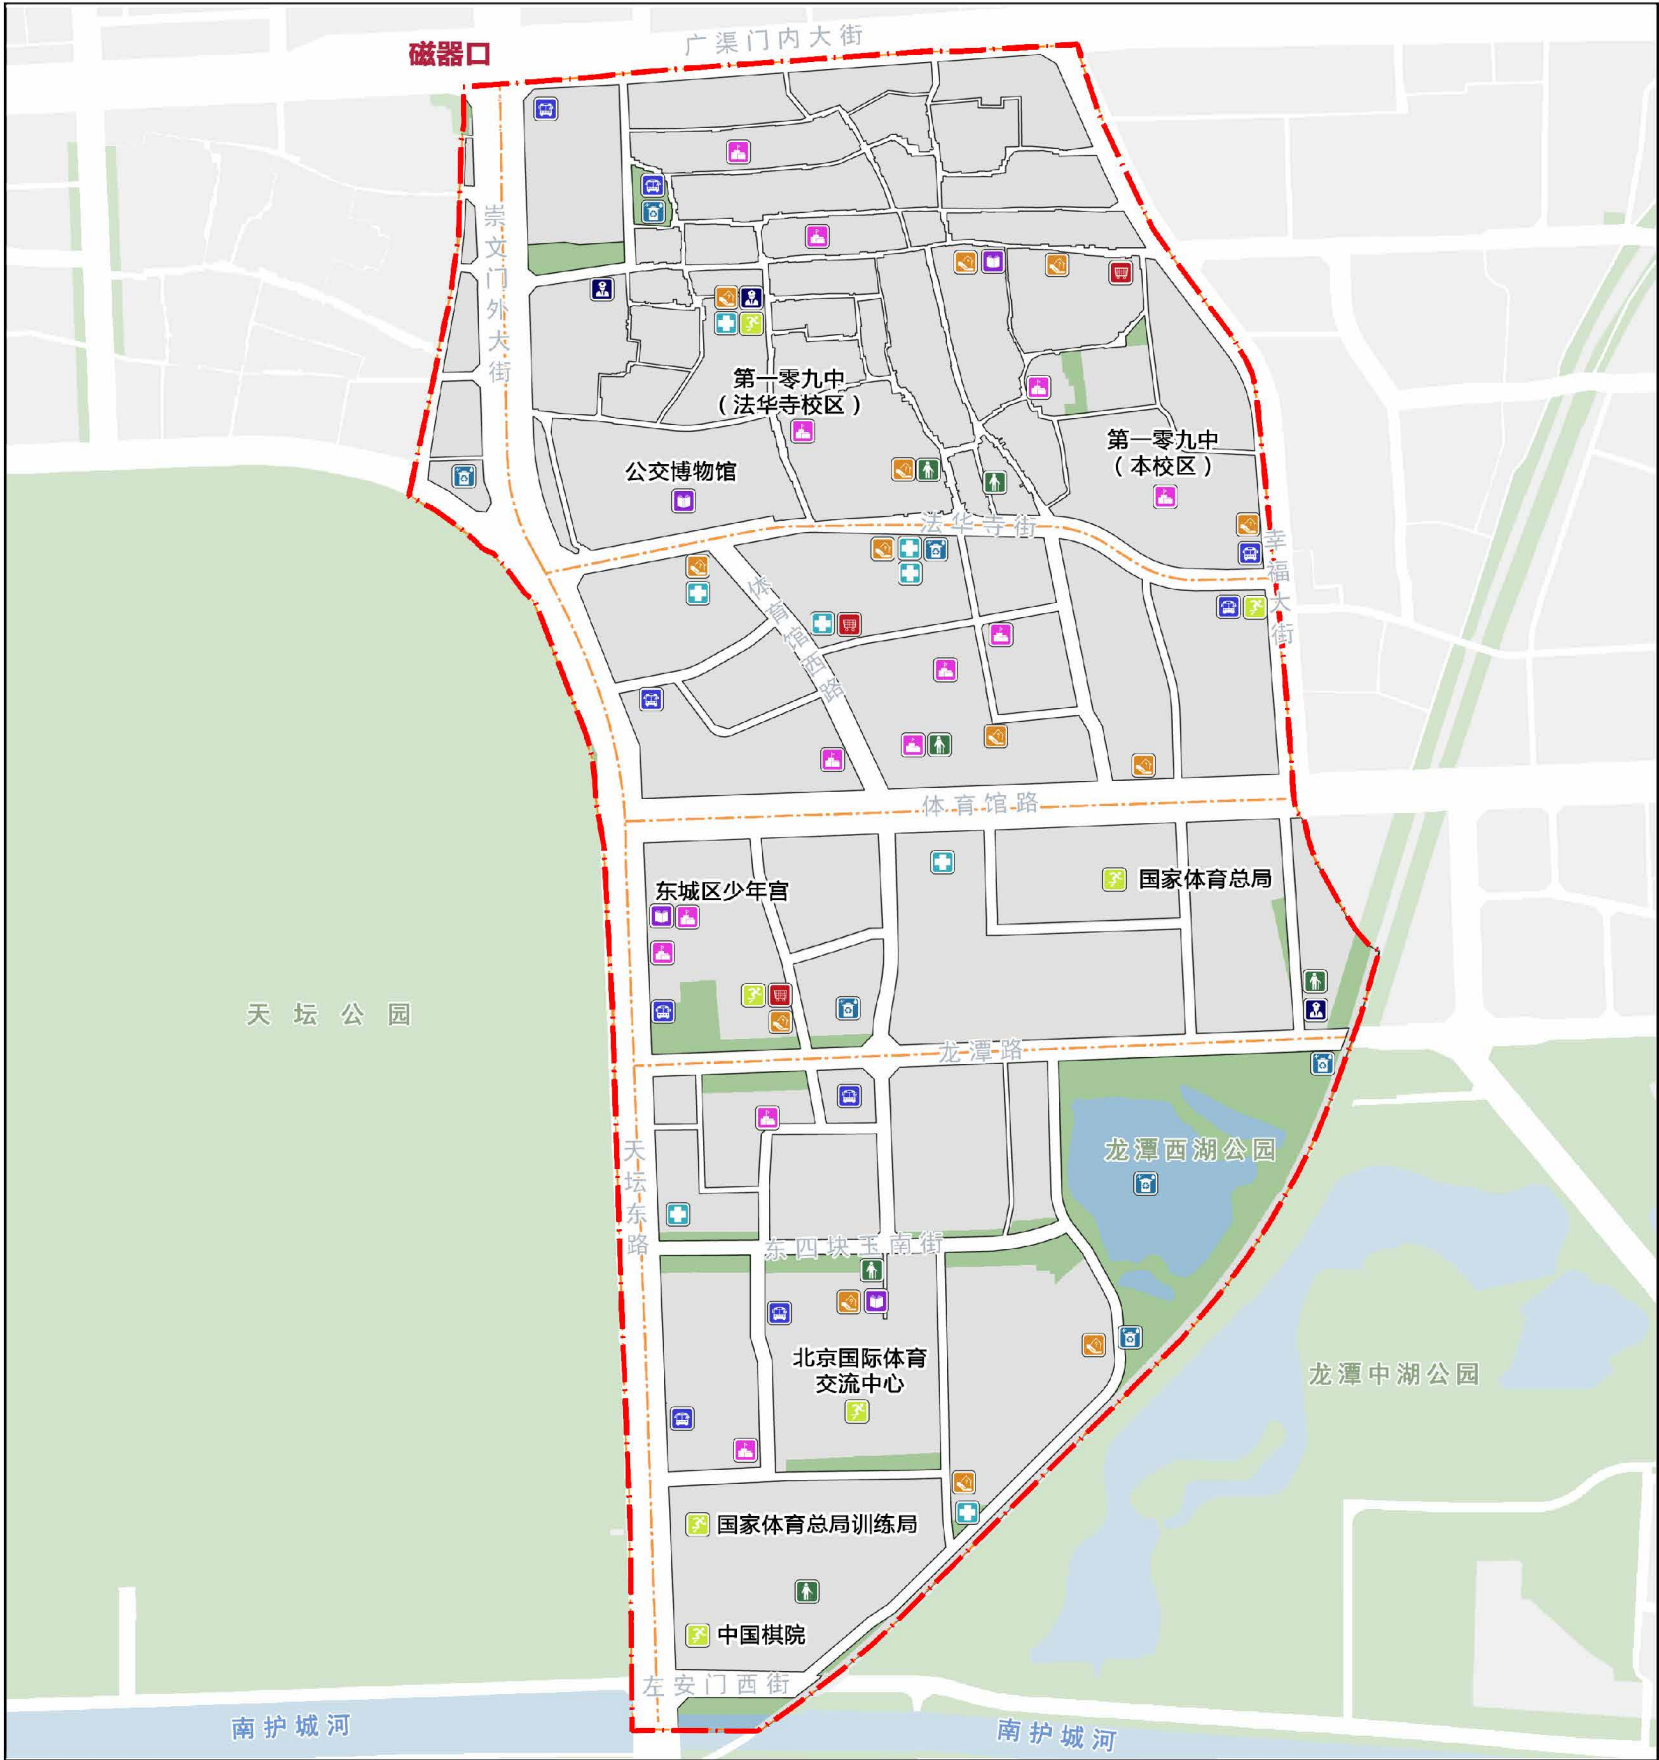 广渠门内大街
磁器口
崇文门外大街
第一零九中
（法华寺校区）
第一零九中
（本校区）
公交博物馆
法华寺街
幸福大街
体育馆西路
体育馆路
东城区少年宫
国家体育总局
天坛公园
龙潭路
龙潭西湖公园
天坛东路
东四块玉南街
北京国际体育
交流中心
龙潭中湖公园
国家体育总局训练局
中国棋院
左安门西街
南护城河
南护城河